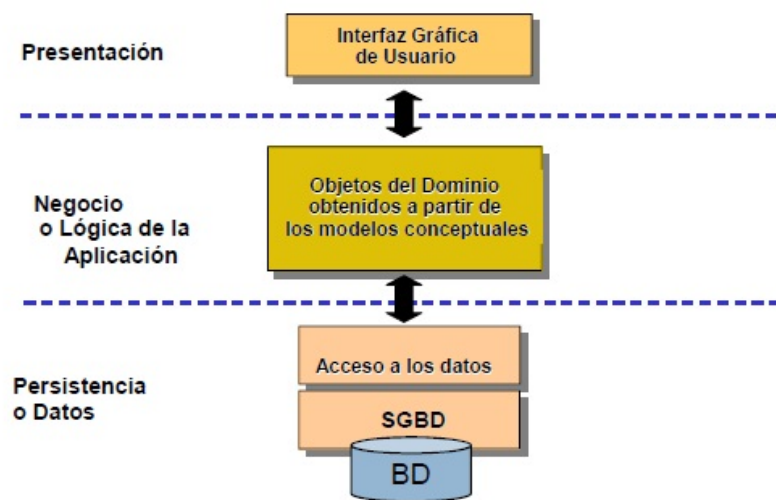 Presentación
Interfaz Gráfica
de Usuario
Negocio
o Lógica de la
Aplicación
Objetos del Dominio
obtenidos a partir de
los modelos conceptuales
Persistencia
o Datos
Acceso a los datos
SGBD
BD